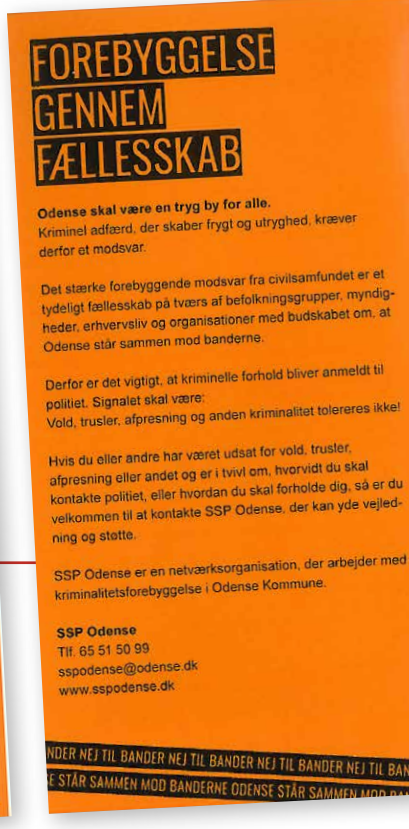 FOREBYGGELSE
GENNEM
FÆLLESSKAB
Odense skal være en tryg by for alle.
Kriminel adfærd, der skaber frygt og utryghed, kræver
derfor et modsvar.
Det stærke forebyggende modsvar fra civilsamfundet er et
tydeligt fællesskab på tværs af befolkningsgrupper, myndig-
heder, erhvervsliv og organisationer med budskabet om, at
Odense står sammen mod banderne.
Derfor er det vigtigt, at kriminelle forhold bliver anmeldt til
politiet. Signalet skal være:
Vold, trusler, afpresning og anden kriminalitet tolereres ikke!
Hvis du eller andre har været udsat for vold, trusler,
afpresning eller andet og er i tvivl om, hvorvidt du skal
kontakte politiet, eller hvordan du skal forholde dig, så er du
velkommen til at kontakte SSP Odense, der kan yde vejled-
ning og støtte.
SSP Odense er en netværksorganisation, der arbejder med
kriminalitetsforebyggelse i Odense Kommune.
SSP Odense
Tlf. 65 51 50 99
sspodense@odense.dk
www.sspodense.dk
NDER NEJ TIL BANDER NEJ TIL BANDER NEJ TIL BANDER NEJ TIL BAN
E STÅR SAMMEN MOD BANDERNE ODENSE STÅR SAMMEN MOD BAN